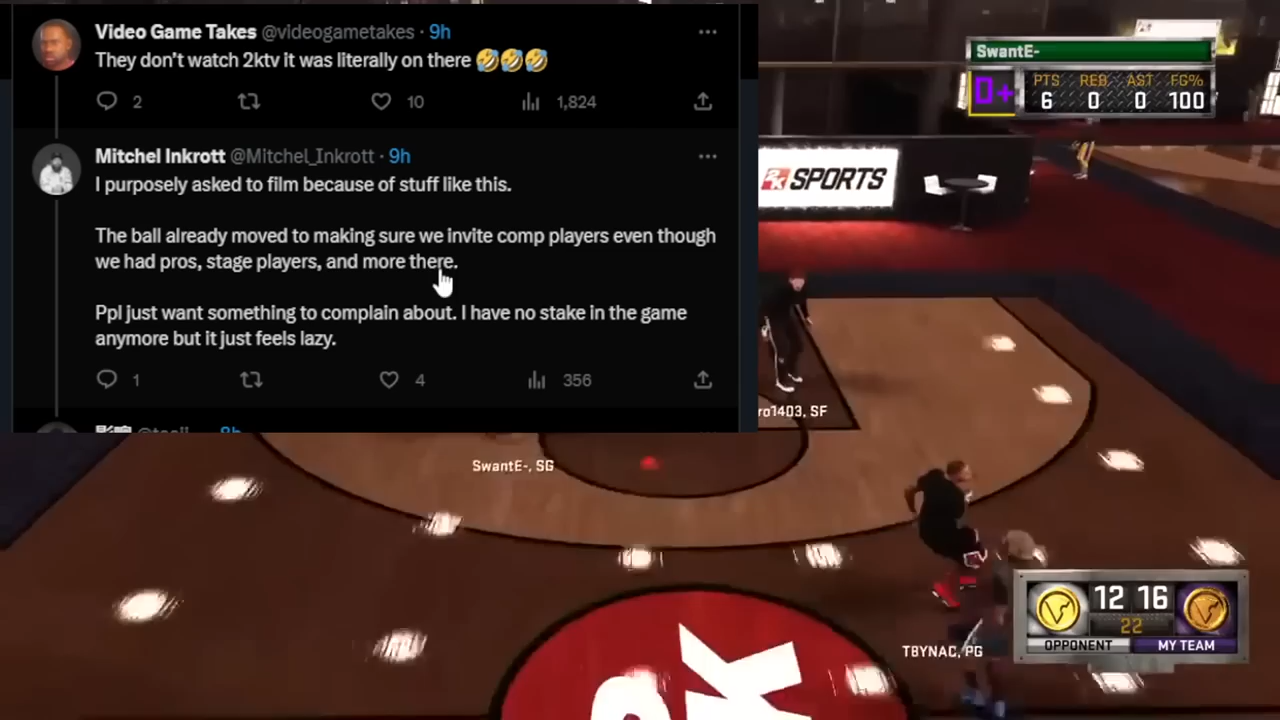 Video Game Takes @videogametakes · 9h
They don't watch 2ktv it was literally on there 🤣🤣🤣
2 10 1,824
Mitchel Inkrott @Mitchel_Inkrott · 9h
I purposely asked to film because of stuff like this.
The ball already moved to making sure we invite comp players even though
we had pros, stage players, and more there.
Ppl just want something to complain about. I have no stake in the game
anymore but it just feels lazy.
1 4 356
8h
SwantE-
D+
PTS REB AST FG%
6 0 0 100
2K SPORTS
ro1403, SF
SwantE-, SG
TBYNAC, PG
2K
12 16
22
OPPONENT MY TEAM